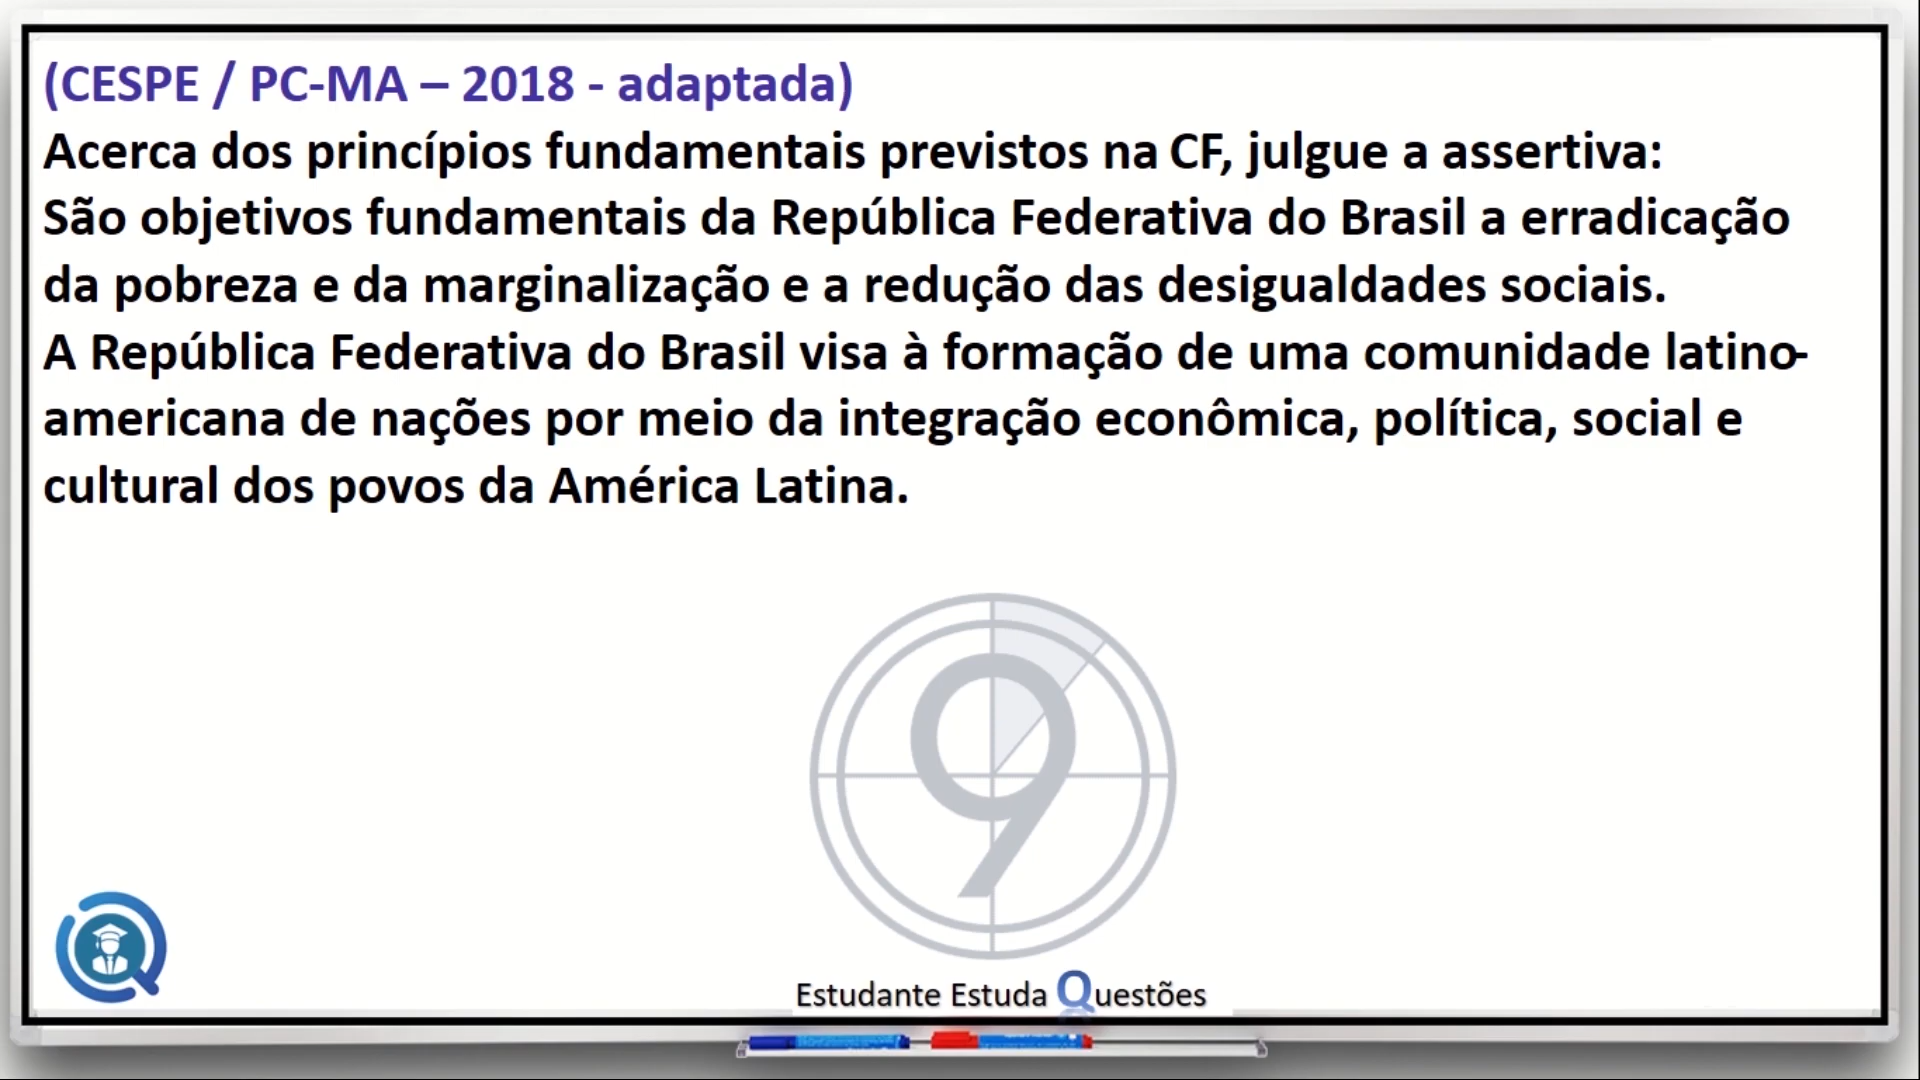 (CESPE / PC-MA – 2018 - adaptada)
Acerca dos princípios fundamentais previstos na CF, julgue a assertiva:
São objetivos fundamentais da República Federativa do Brasil a erradicação
da pobreza e da marginalização e a redução das desigualdades sociais.
A República Federativa do Brasil visa à formação de uma comunidade latino-
americana de nações por meio da integração econômica, política, social e
cultural dos povos da América Latina.
9
Estudante Estuda Questões